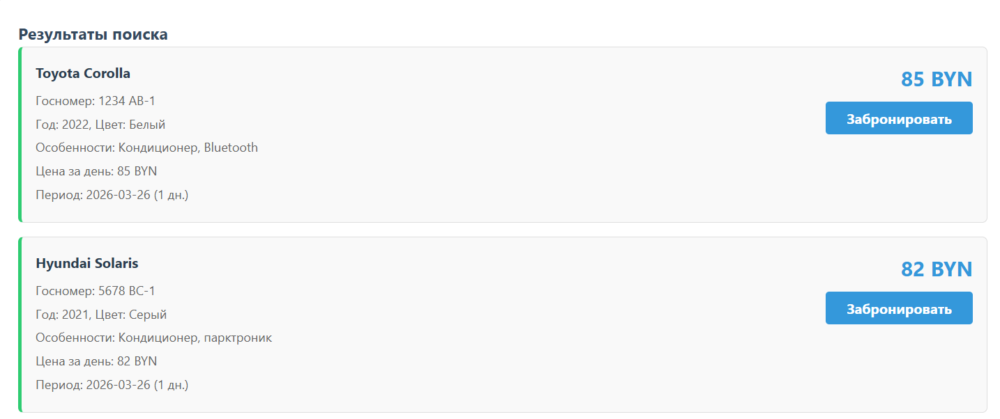 Результаты поиска
Toyota Corolla
85 BYN
Госномер: 1234 AB-1
Забронировать
Год: 2022, Цвет: Белый
Особенности: Кондиционер, Bluetooth
Цена за день: 85 BYN
Период: 2026-03-26 (1 дн.)
Hyundai Solaris
82 BYN
Госномер: 5678 BC-1
Забронировать
Год: 2021, Цвет: Серый
Особенности: Кондиционер, парктроник
Цена за день: 82 BYN
Период: 2026-03-26 (1 дн.)